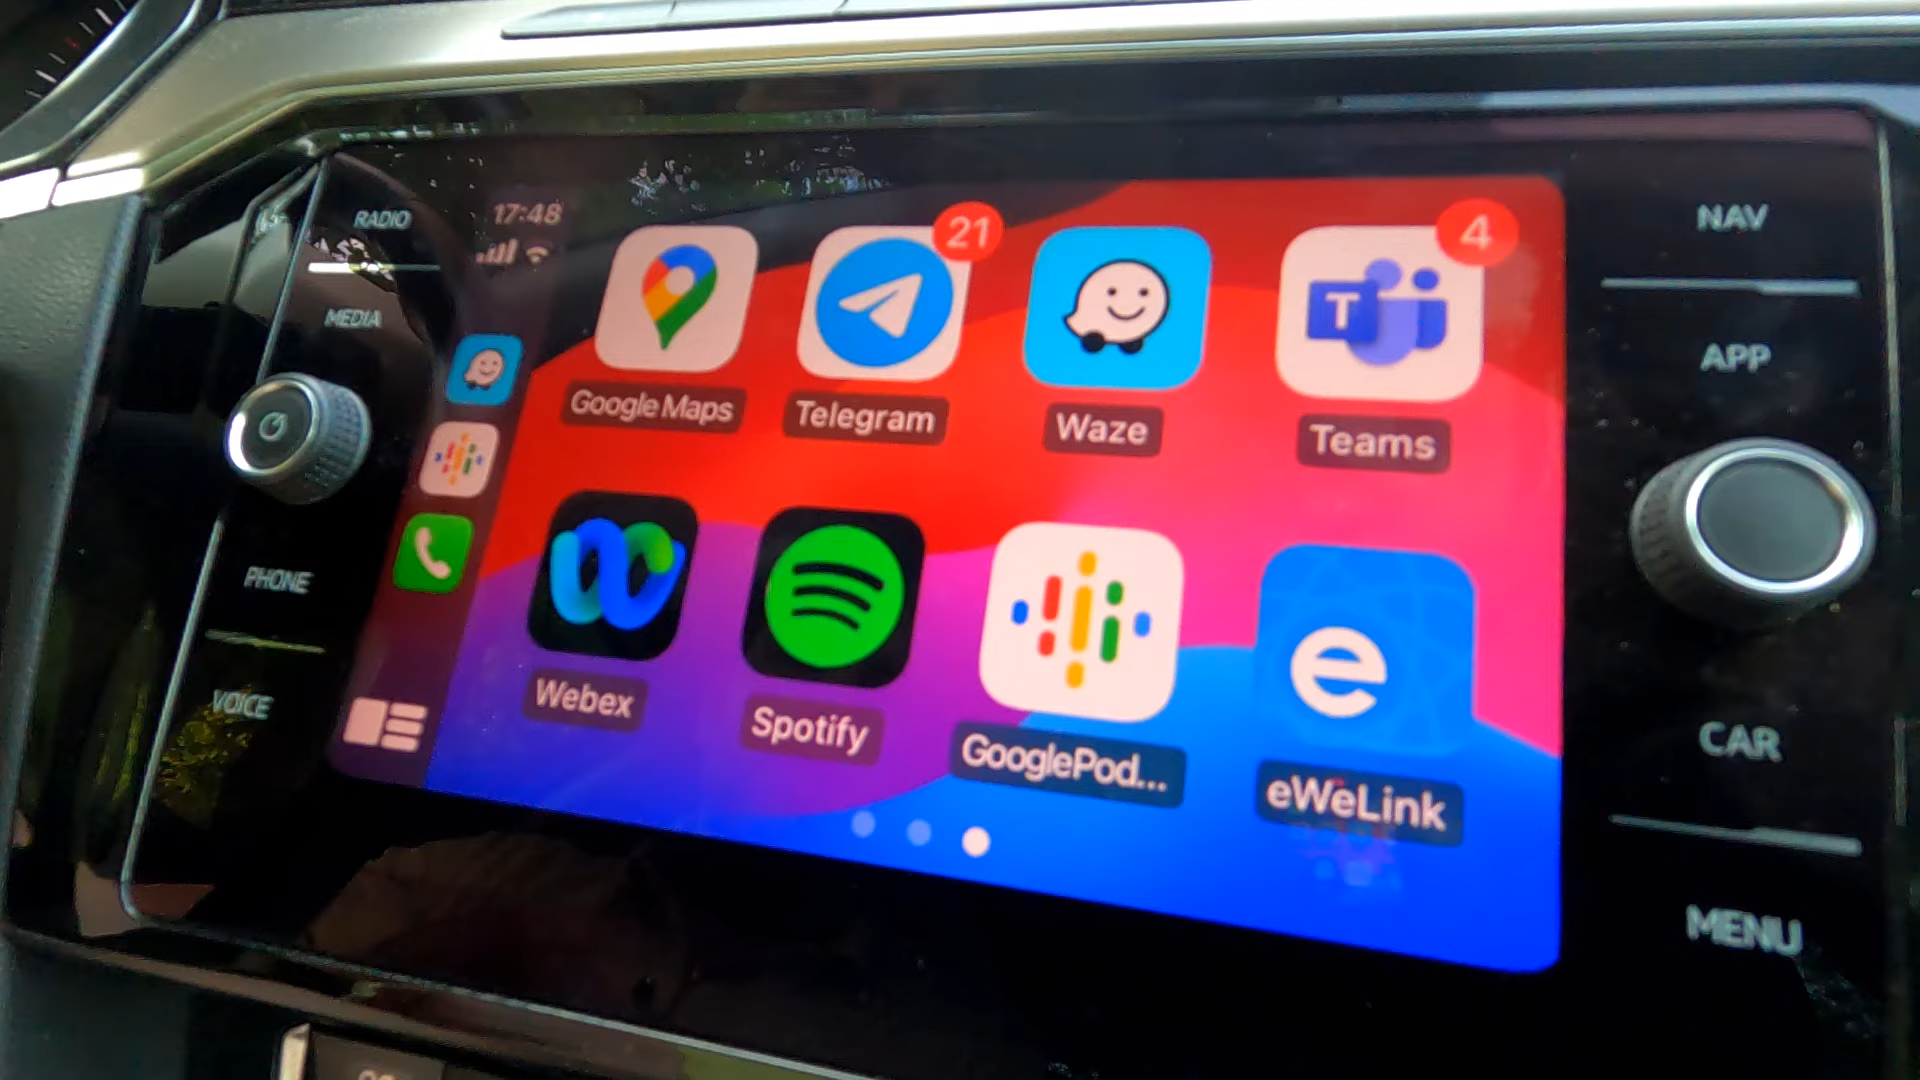 RADIO
MEDIA
PHONE
VOICE
17:48
Google Maps
21
Telegram
Waze
4
T
Teams
Webex
Spotify
GooglePod...
e
eWeLink
NAV
APP
CAR
MENU